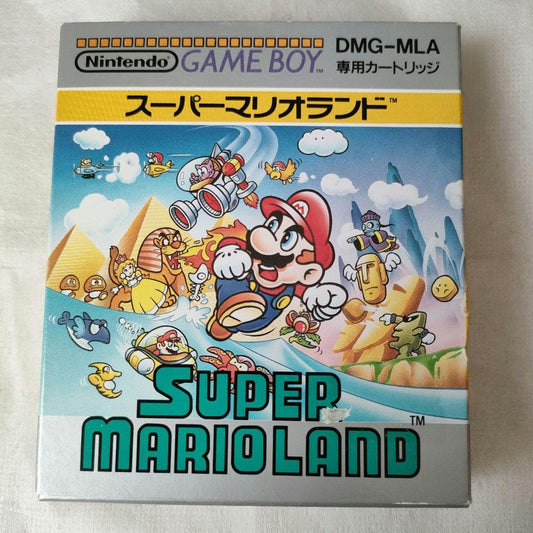 Nintendo GAME BOY™ DMG-MLA
専用カートリッジ
スーパーマリオランド™
SUPER
MARIOLAND™